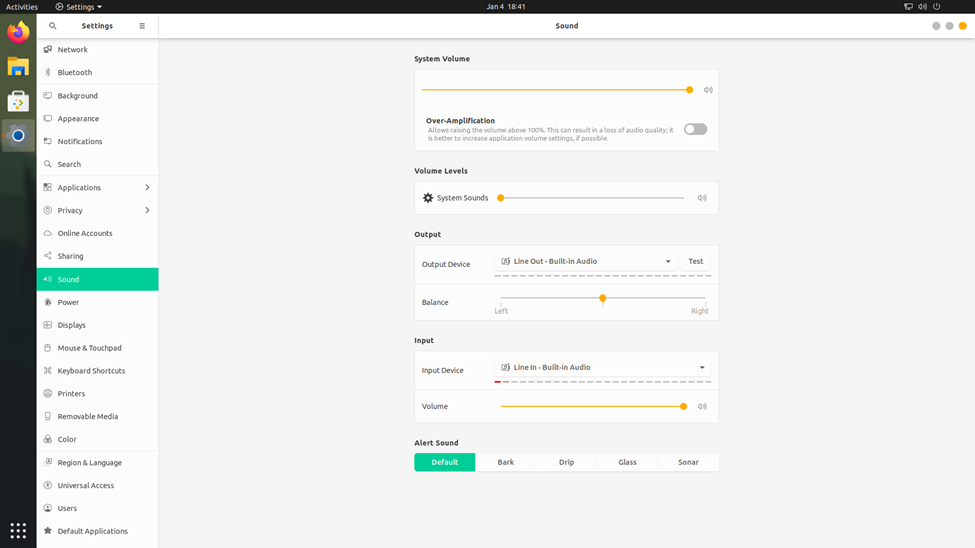 Activities
Settings
Jan 4 18:41
Settings
Sound
Network
Bluetooth
Background
Appearance
Notifications
Search
Applications
Privacy
Online Accounts
Sharing
Sound
Power
Displays
Mouse & Touchpad
Keyboard Shortcuts
Printers
Removable Media
Color
Region & Language
Universal Access
Users
Default Applications
System Volume
Over-Amplification
Allows raising the volume above 100%. This can result in a loss of audio quality; it
is better to increase application volume settings, if possible.
Volume Levels
System Sounds
Output
Output Device
Line Out - Built-in Audio
Test
Balance
Left
Right
Input
Input Device
Line In - Built-in Audio
Volume
Alert Sound
Default
Bark
Drip
Glass
Sonar